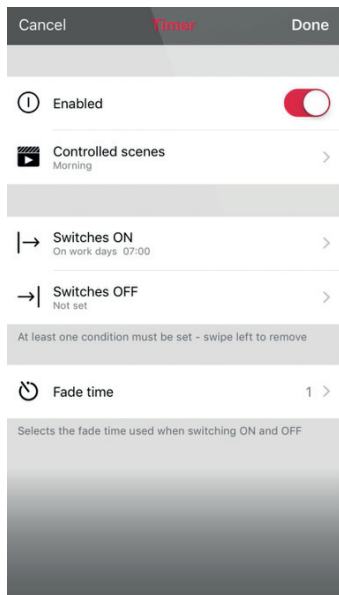 Cancel Timer Done
Enabled
Controlled scenes
Morning
Switches ON
On work days 07:00
Switches OFF
Not set
At least one condition must be set - swipe left to remove
Fade time 1
Selects the fade time used when switching ON and OFF